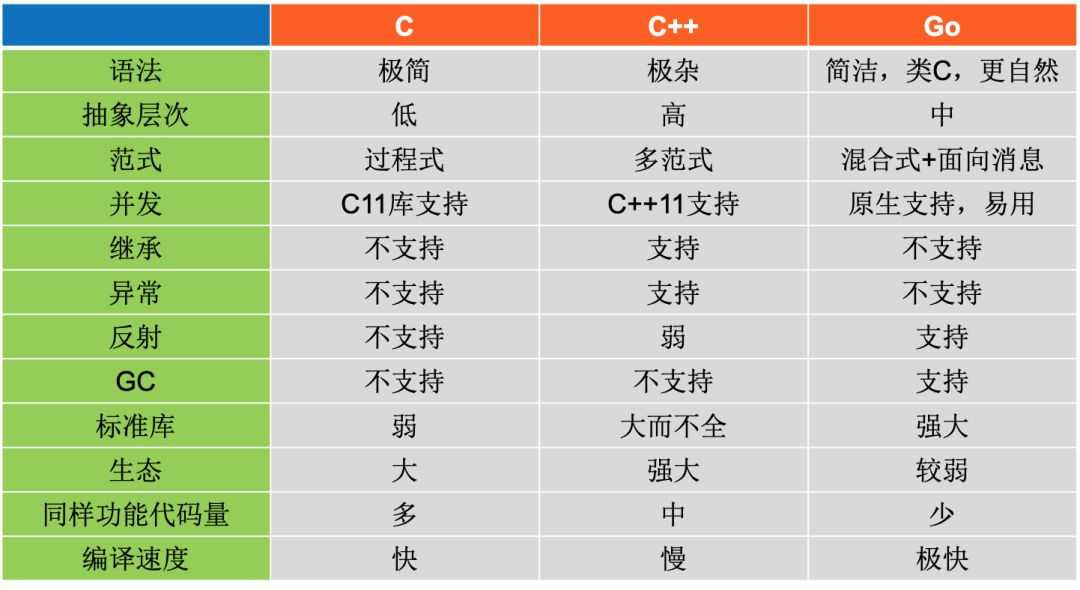 C C++ Go
语法 极简 极杂 简洁，类C，更自然
抽象层次 低 高 中
范式 过程式 多范式 混合式+面向消息
并发 C11库支持 C++11支持 原生支持，易用
继承 不支持 支持 不支持
异常 不支持 支持 不支持
反射 不支持 弱 支持
GC 不支持 不支持 支持
标准库 弱 大而不全 强大
生态 大 强大 较弱
同样功能代码量 多 中 少
编译速度 快 慢 极快